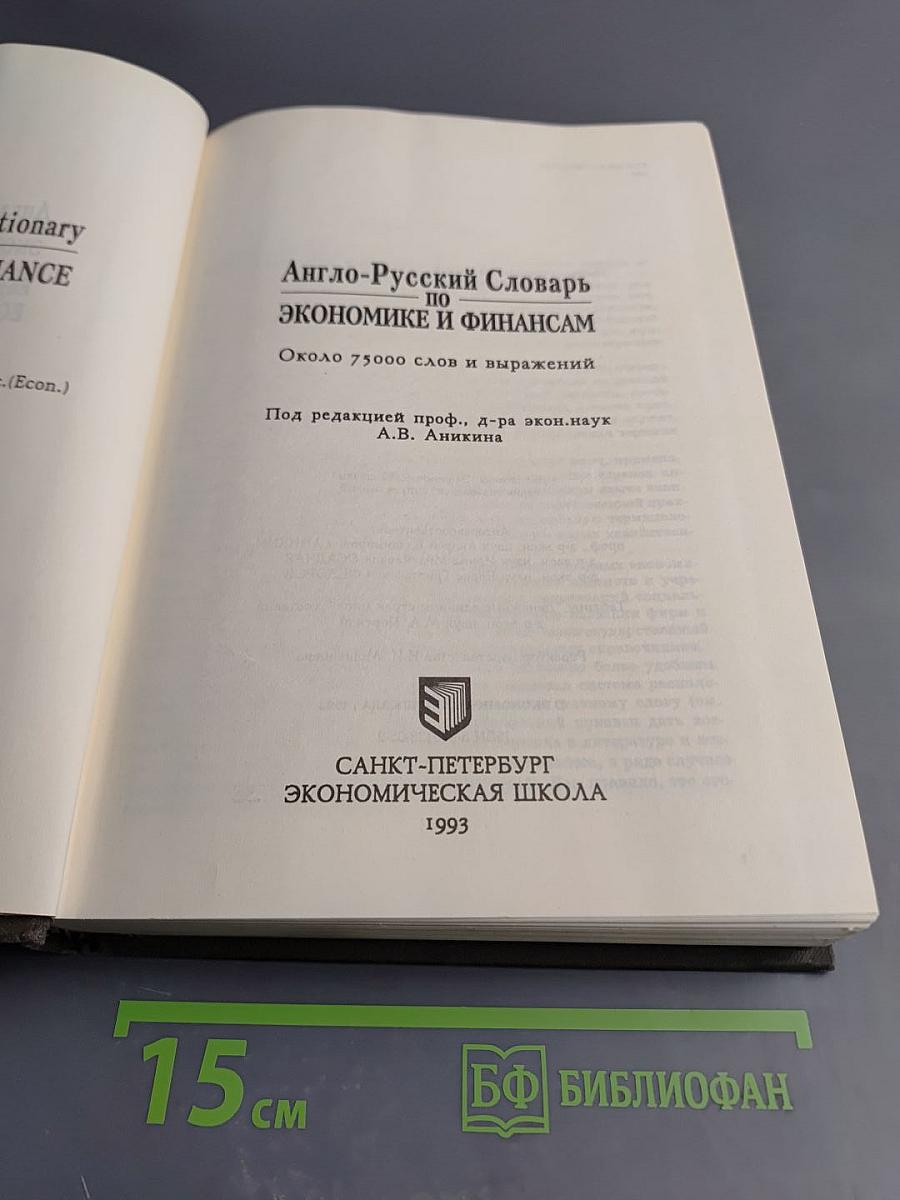 tionary
IANCE
.(Econ.)
Англо-Русский Словарь
по
ЭКОНОМИКЕ И ФИНАНСАМ
Около 75000 слов и выражений
Под редакцией проф., д-ра экон.наук
А.В. Аникина
САНКТ-ПЕТЕРБУРГ
ЭКОНОМИЧЕСКАЯ ШКОЛА
1993
15 см
БФ БИБЛИОФАН